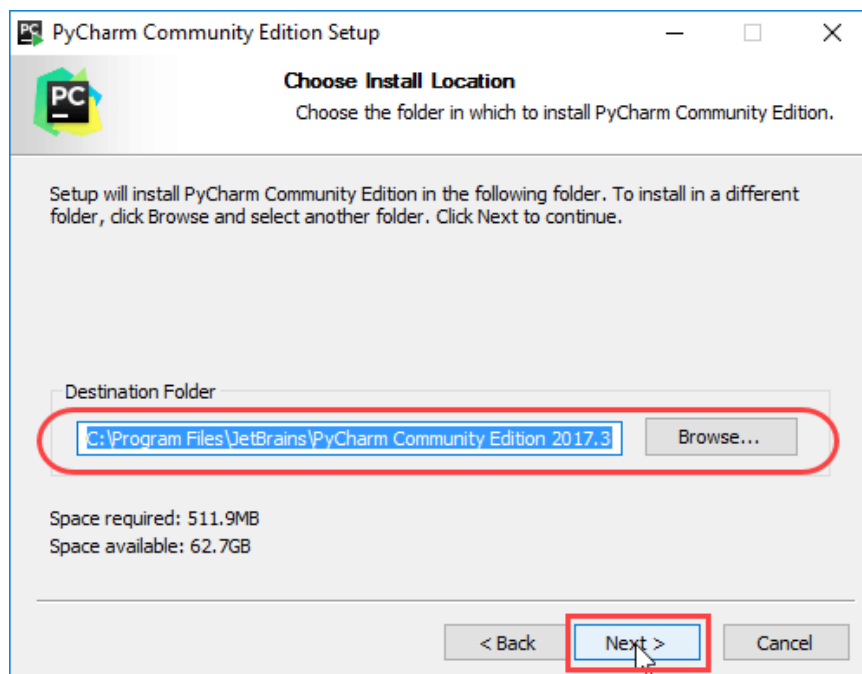 PC PyCharm Community Edition Setup
Choose Install Location
Choose the folder in which to install PyCharm Community Edition.
PC
Setup will install PyCharm Community Edition in the following folder. To install in a different
folder, click Browse and select another folder. Click Next to continue.
Destination Folder
C:\Program Files\JetBrains\PyCharm Community Edition 2017.3
Browse...
Space required: 511.9MB
Space available: 62.7GB
< Back
Next >
Cancel